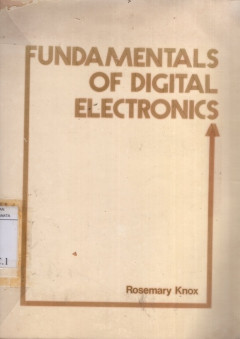 FUNDAMENTALS
OF DIGITAL
ELECTRONICS
Rosemary Knox